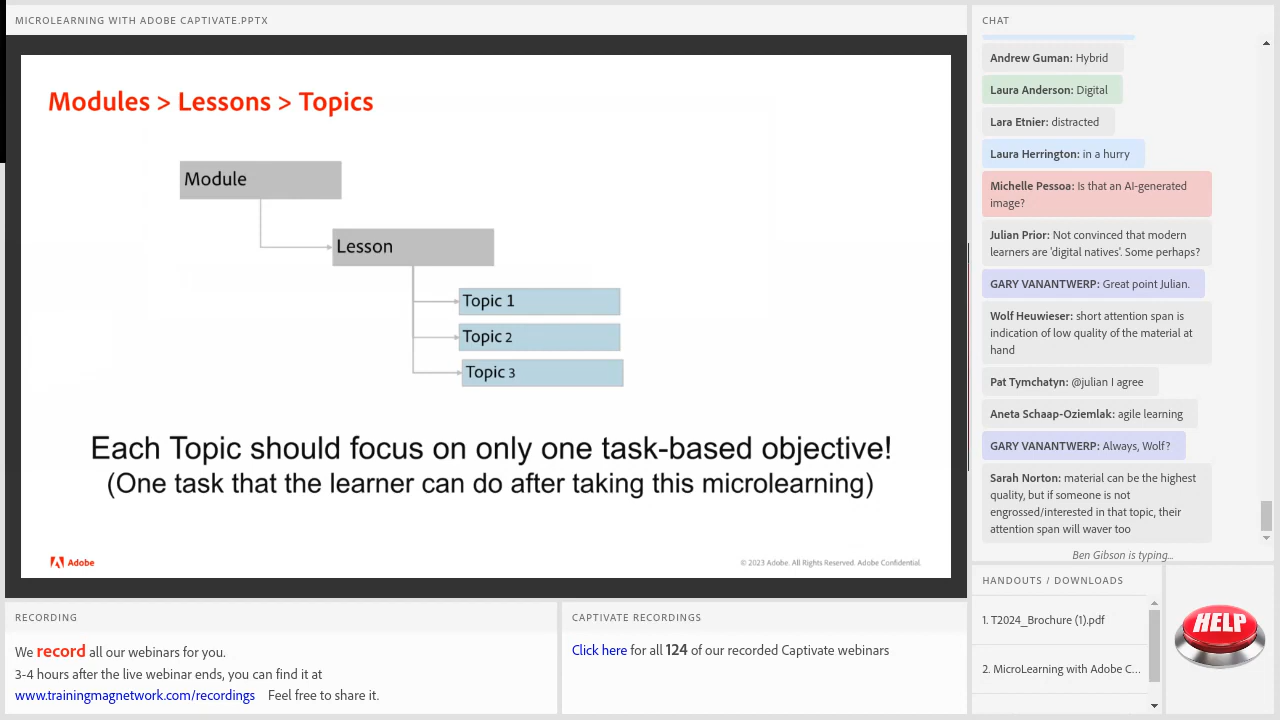 MICROLEARNING WITH ADOBE CAPTIVATE.PPTX
Modules > Lessons > Topics
Module
Lesson
Topic 1
Topic 2
Topic 3
Each Topic should focus on only one task-based objective!
(One task that the learner can do after taking this microlearning)
Adobe
© 2023 Adobe. All Rights Reserved. Adobe Confidential.
CHAT
Andrew Guman: Hybrid
Laura Anderson: Digital
Lara Etnier: distracted
Laura Herrington: in a hurry
Michelle Pessoa: Is that an AI-generated
image?
Julian Prior: Not convinced that modern
learners are 'digital natives'. Some perhaps?
GARY VANANTWERP: Great point Julian.
Wolf Heuwieser: short attention span is
indication of low quality of the material at
hand
Pat Tymchatyn: @julian I agree
Aneta Schaap-Oziemlak: agile learning
GARY VANANTWERP: Always, Wolf?
Sarah Norton: material can be the highest
quality, but if someone is not
engrossed/interested in that topic, their
attention span will waver too
Ben Gibson is typing...
RECORDING
We record all our webinars for you.
3-4 hours after the live webinar ends, you can find it at
www.trainingmagnetwork.com/recordings Feel free to share it.
CAPTIVATE RECORDINGS
Click here for all 124 of our recorded Captivate webinars
HANDOUTS / DOWNLOADS
1. T2024_Brochure (1).pdf
2. MicroLearning with Adobe C...
HELP